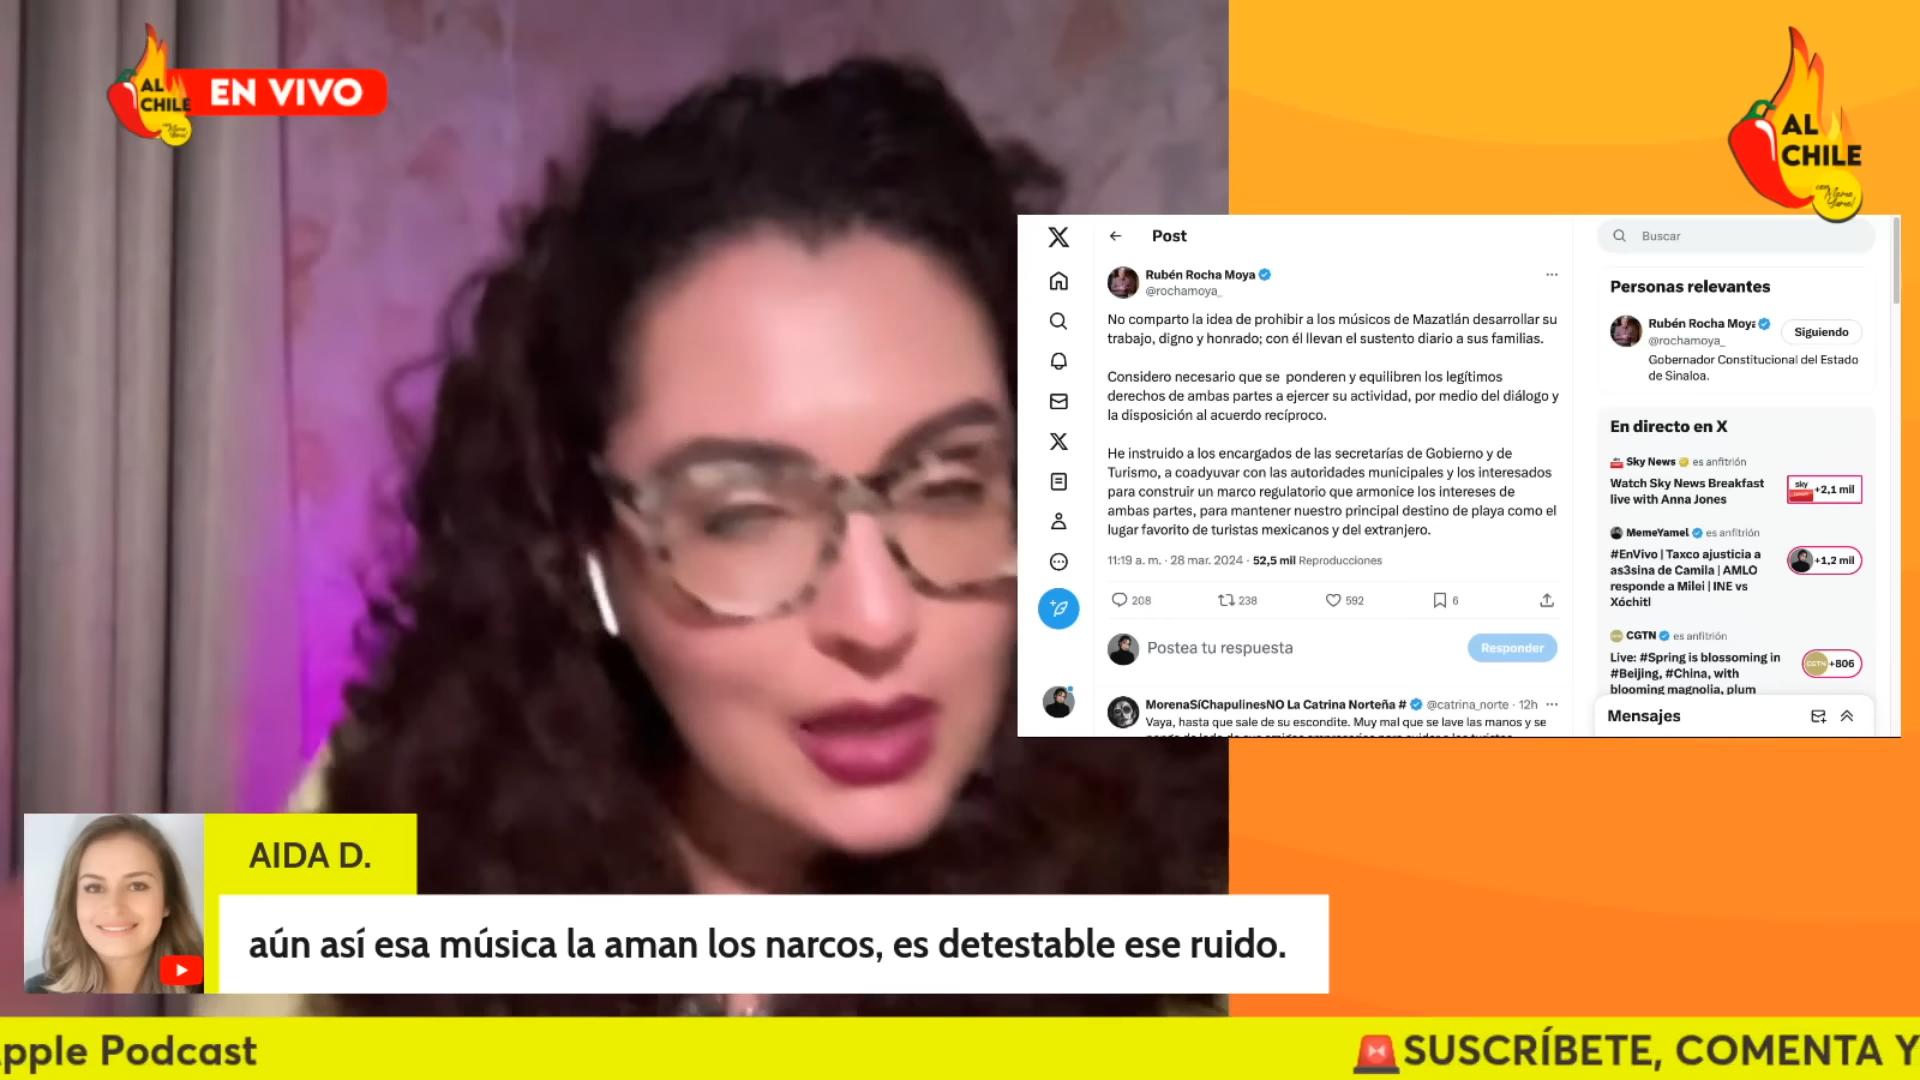 AL
CHILE
EN VIVO
AL
CHILE
con Meme
Yamel
Post
Rubén Rocha Moya
@rochamoya_
No comparto la idea de prohibir a los músicos de Mazatlán desarrollar su
trabajo, digno y honrado; con él llevan el sustento diario a sus familias.
Considero necesario que se ponderen y equilibren los legítimos
derechos de ambas partes a ejercer su actividad, por medio del diálogo y
la disposición al acuerdo recíproco.
He instruido a los encargados de las secretarías de Gobierno y de
Turismo, a coadyuvar con las autoridades municipales y los interesados
para construir un marco regulatorio que armonice los intereses de
ambas partes, para mantener nuestro principal destino de playa como el
lugar favorito de turistas mexicanos y del extranjero.
11:19 a. m. · 28 mar. 2024 · 52,5 mil Reproducciones
208 238 592 6
Postea tu respuesta
Responder
MorenaSíChapulinesNO La Catrina Norteña # @catrina_norte · 12h
Vaya, hasta que sale de su escondite. Muy mal que se lave las manos y se
Buscar
Personas relevantes
Rubén Rocha Moya
Siguiendo
@rochamoya_
Gobernador Constitucional del Estado
de Sinaloa.
En directo en X
Sky News es anfitrión
Watch Sky News Breakfast
live with Anna Jones
sky
+2,1 mil
MemeYamel es anfitrión
#EnVivo | Taxco ajusticia a
as3sina de Camila | AMLO
responde a Milei | INE vs
Xóchitl
+1,2 mil
CGTN es anfitrión
Live: #Spring is blossoming in
#Beijing, #China, with
blooming magnolia, plum
CGTN
+806
Mensajes
AIDA D.
aún así esa música la aman los narcos, es detestable ese ruido.
pple Podcast
SUSCRÍBETE, COMENTA Y